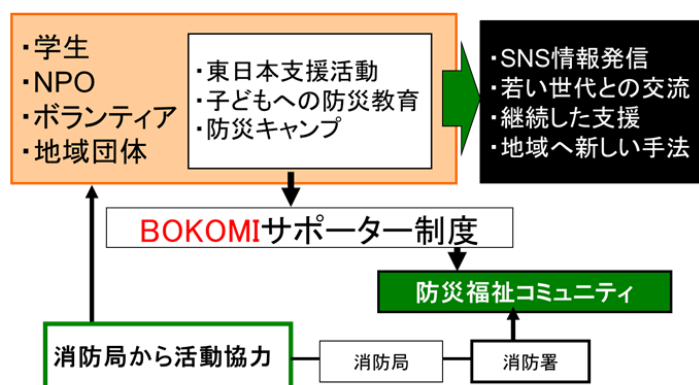 ・学生
・NPO
・ボランティア
・地域団体
・東日本支援活動
・子どもへの防災教育
・防災キャンプ
・SNS情報発信
・若い世代との交流
・継続した支援
・地域へ新しい手法
BOKOMIサポーター制度
防災福祉コミュニティ
消防局から活動協力
消防局
消防署